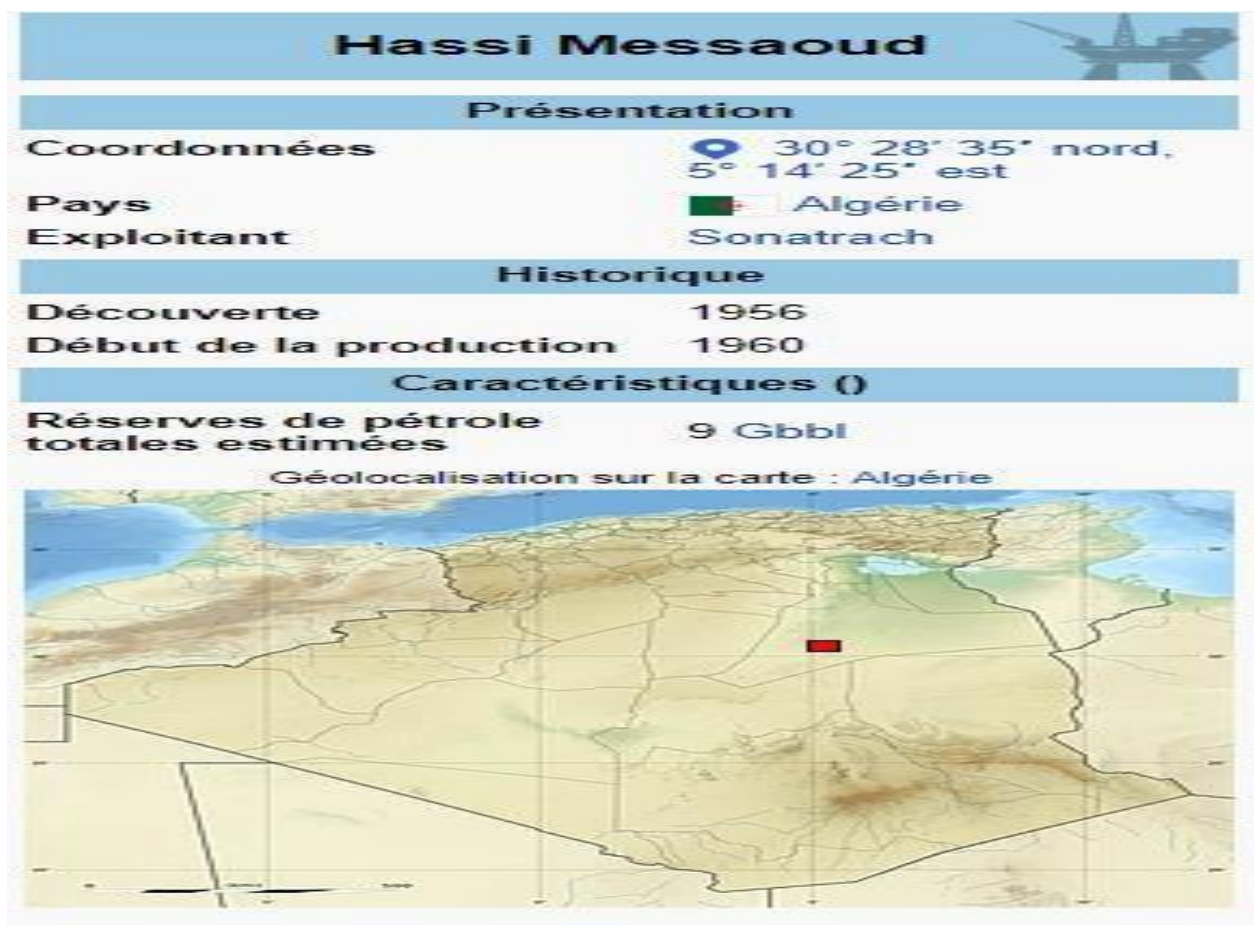 Hassi Messaoud
Présentation
Coordonnées 30° 28′ 35″ nord,
5° 14′ 25″ est
Pays Algérie
Exploitant Sonatrach
Historique
Découverte 1956
Début de la production 1960
Caractéristiques ()
Réserves de pétrole
totales estimées 9 Gbbl
Géolocalisation sur la carte : Algérie